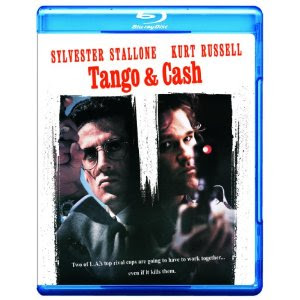 Blu-ray Disc
SYLVESTER STALLONE KURT RUSSELL
Tango & Cash
Two of L.A.'s top rival cops are going to have to work together...
even if it kills them.